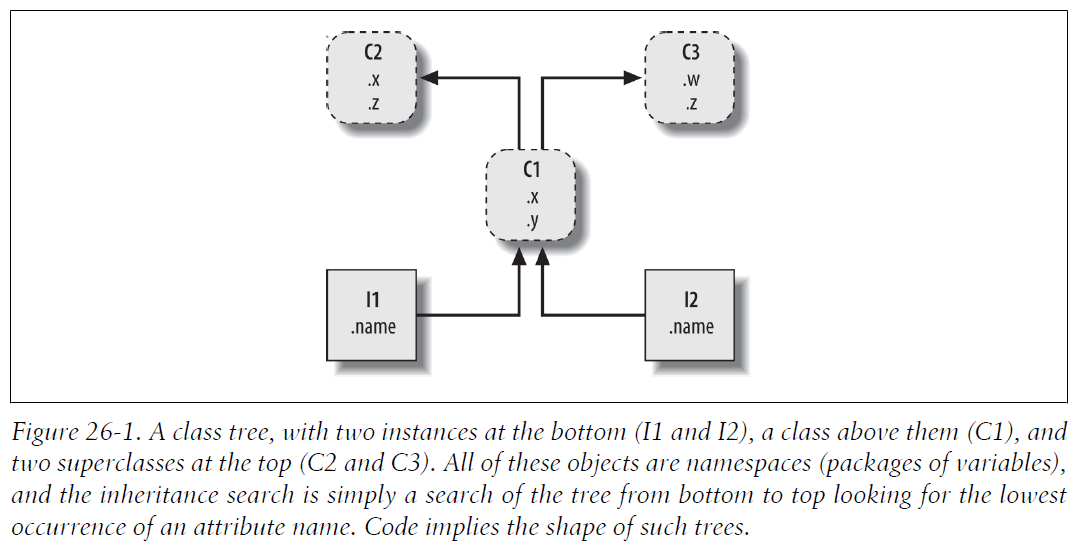 C2
.x
.z
C3
.w
.z
C1
.x
.y
I1
.name
I2
.name
Figure 26-1. A class tree, with two instances at the bottom (I1 and I2), a class above them (C1), and
two superclasses at the top (C2 and C3). All of these objects are namespaces (packages of variables),
and the inheritance search is simply a search of the tree from bottom to top looking for the lowest
occurrence of an attribute name. Code implies the shape of such trees.